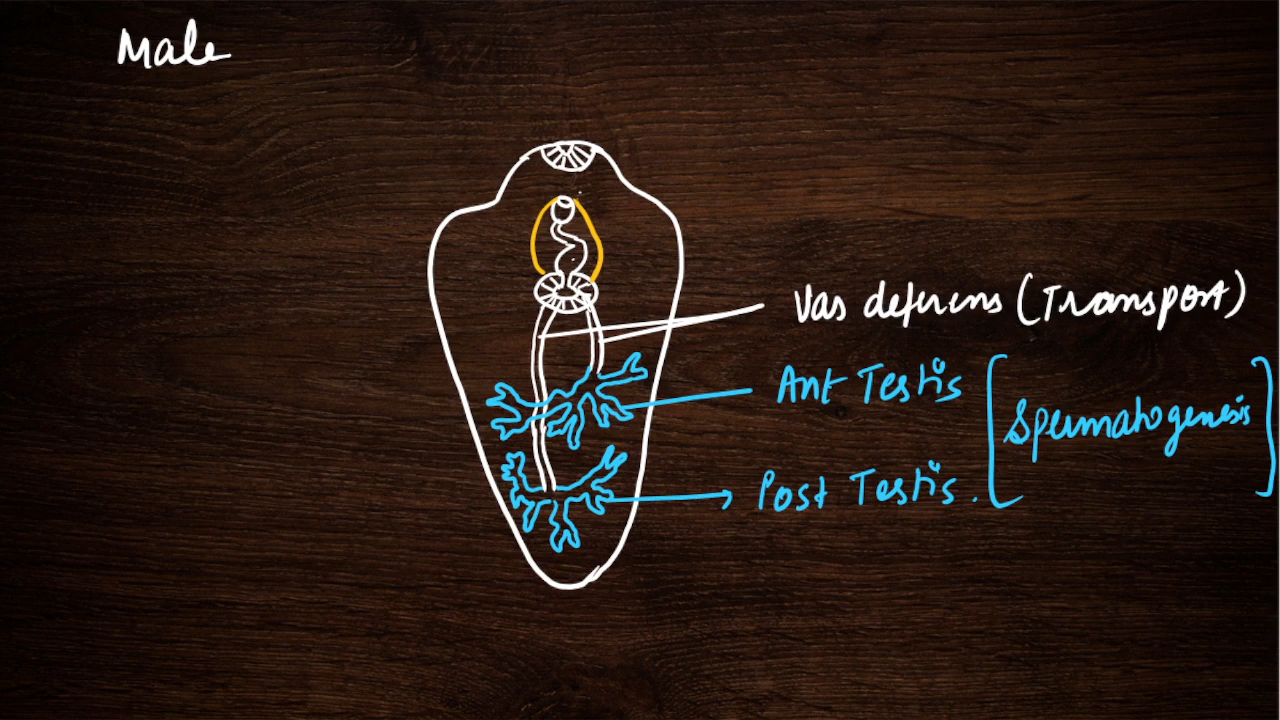 Male
Vas deferens (Transport)
Ant Testis
[Spermatogenesis]
Post Testis.